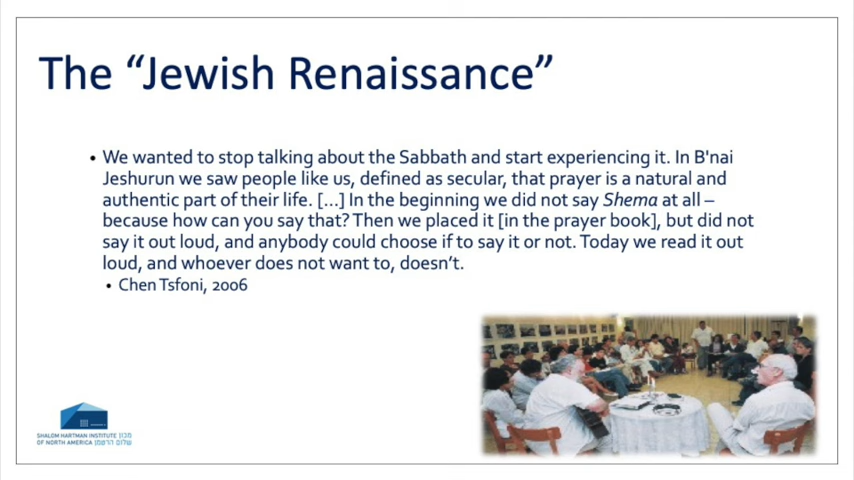 The “Jewish Renaissance”
• We wanted to stop talking about the Sabbath and start experiencing it. In B'nai
Jeshurun we saw people like us, defined as secular, that prayer is a natural and
authentic part of their life. […] In the beginning we did not say Shema at all –
because how can you say that? Then we placed it [in the prayer book], but did not
say it out loud, and anybody could choose if to say it or not. Today we read it out
loud, and whoever does not want to, doesn’t.
• Chen Tsfoni, 2006
SHALOM HARTMAN INSTITUTE מכון
OF NORTH AMERICA שלום הרטמן